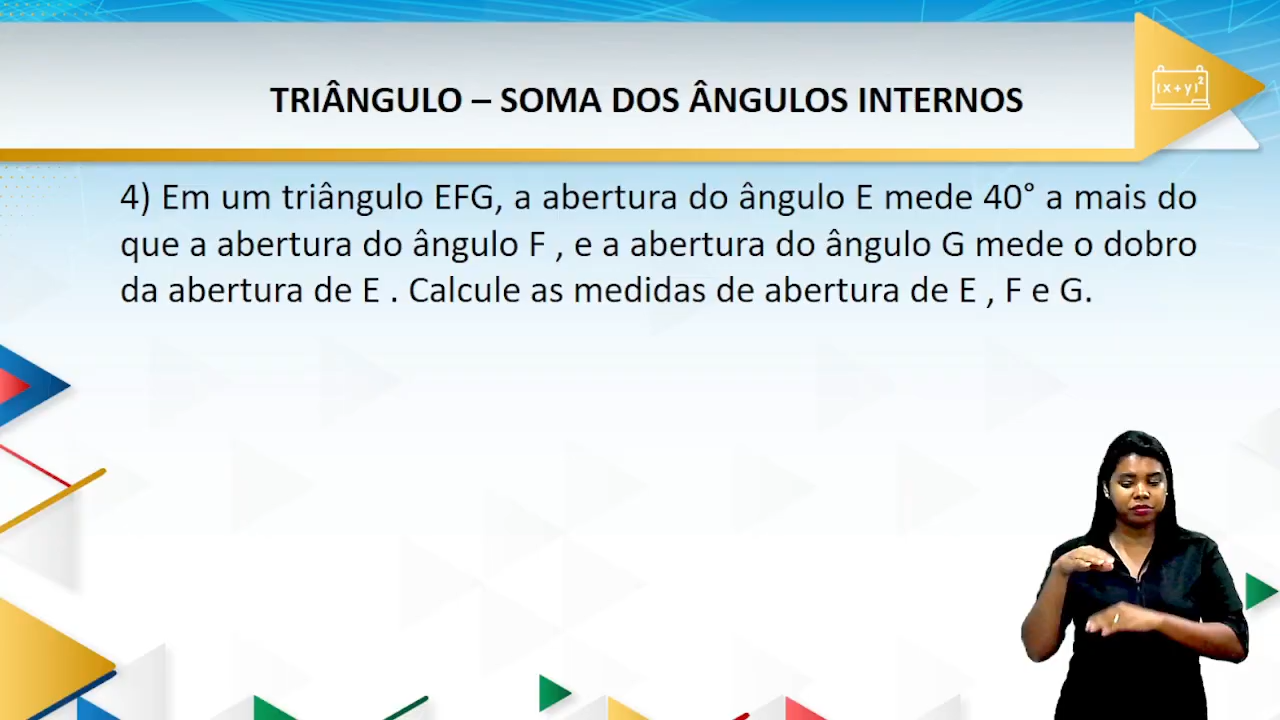 TRIÂNGULO – SOMA DOS ÂNGULOS INTERNOS
(x+y)²
4) Em um triângulo EFG, a abertura do ângulo E mede 40° a mais do
que a abertura do ângulo F , e a abertura do ângulo G mede o dobro
da abertura de E . Calcule as medidas de abertura de E , F e G.